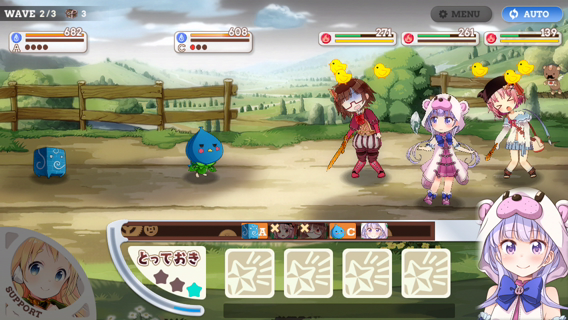 WAVE 2/3 3
MENU
AUTO
682
A
608
C
271
261
139
A
C
とっておき
SUPPORT